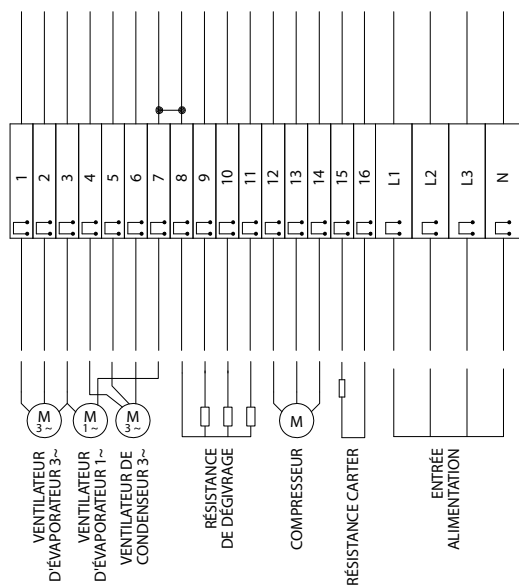 1 2 3 4 5 6 7 8 9 10 11 12 13 14 15 16 L1 L2 L3 N
M
3 ~
M
1 ~
M
3 ~
M
VENTILATEUR
D'ÉVAPORATEUR 3~
VENTILATEUR
D'ÉVAPORATEUR 1~
VENTILATEUR DE
CONDENSEUR 3~
RÉSISTANCE
DE DÉGIVRAGE
COMPRESSEUR
RÉSISTANCE CARTER
ENTRÉE
ALIMENTATION